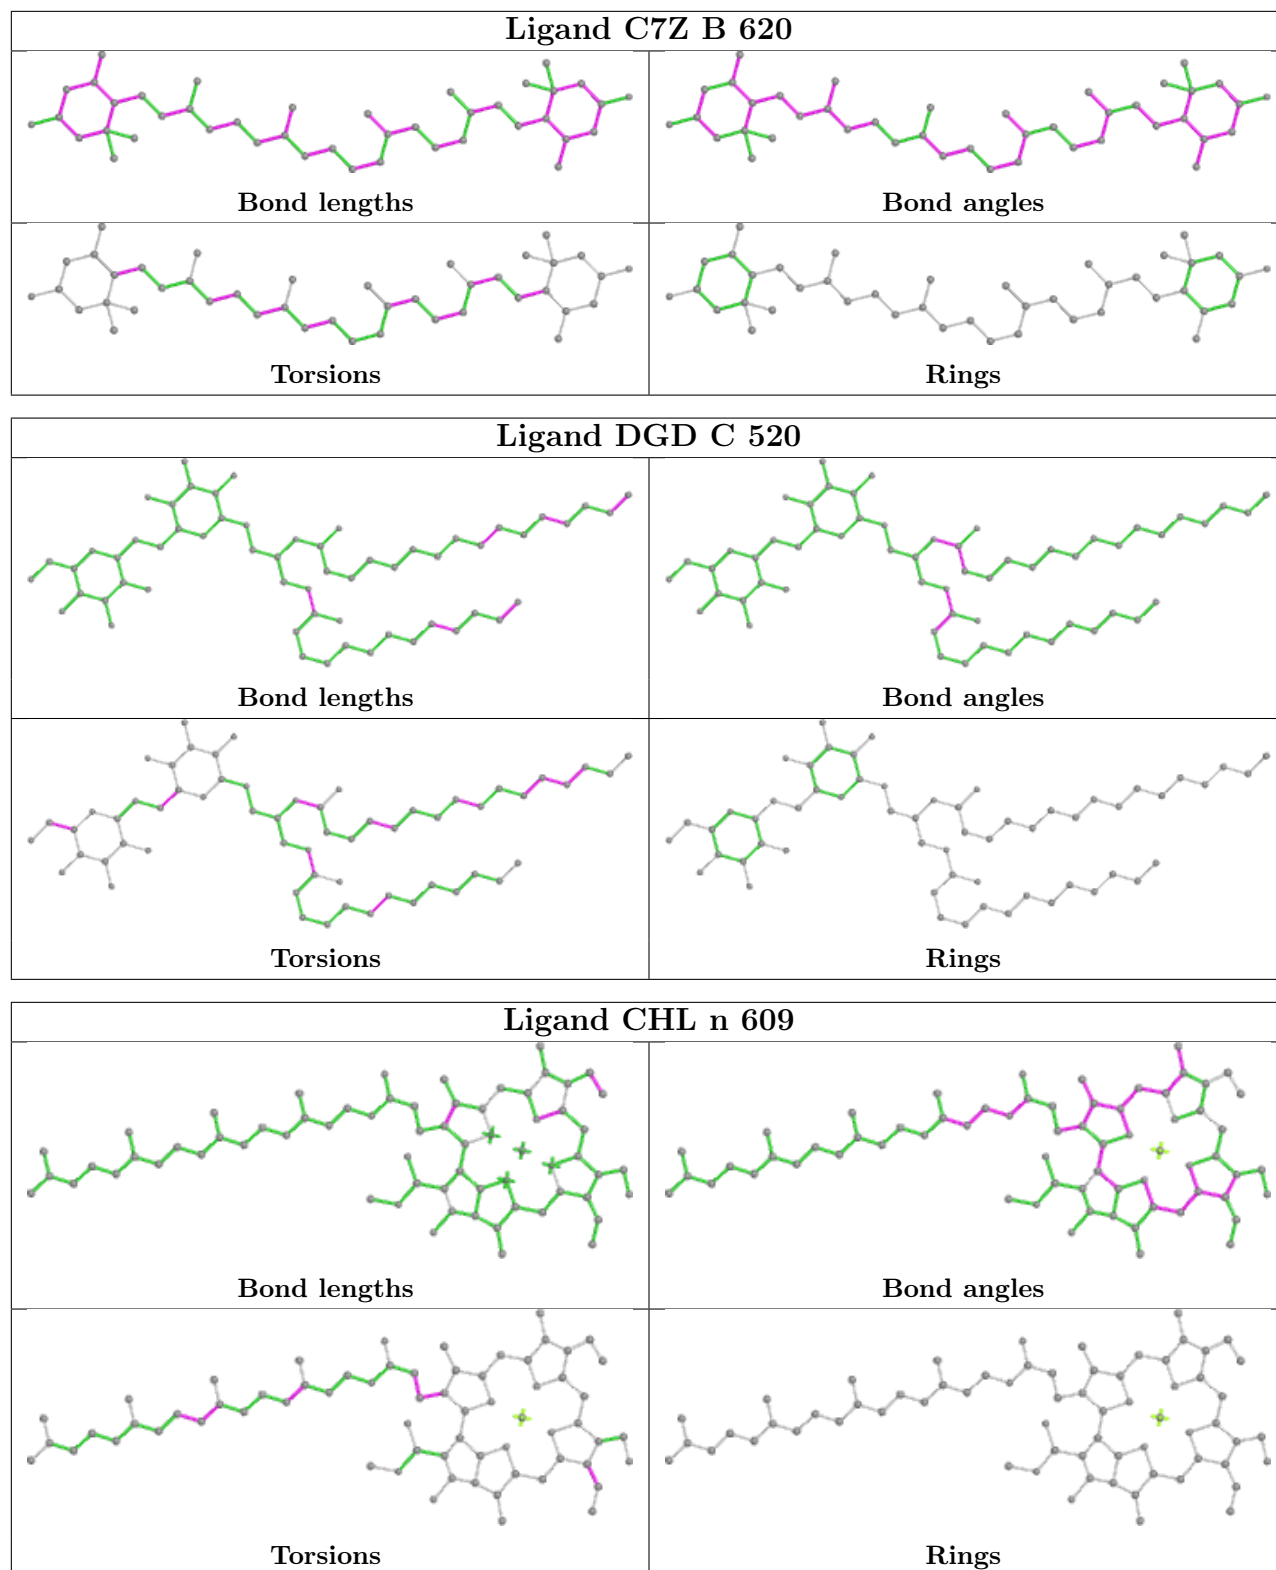 Ligand C7Z B 620
Bond lengths
Bond angles
Torsions
Rings
Ligand DGD C 520
Bond lengths
Bond angles
Torsions
Rings
Ligand CHL n 609
Bond lengths
Bond angles
Torsions
Rings